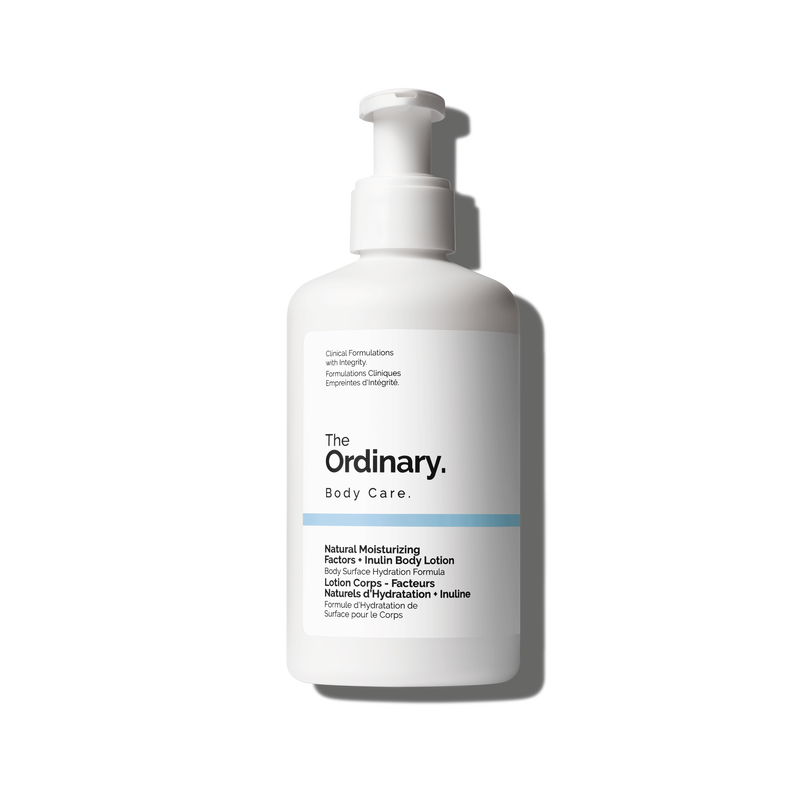 Clinical Formulations
with Integrity.
Formulations Cliniques
Empreintes d'Intégrité.
The
Ordinary.
Body Care.
Natural Moisturizing
Factors + Inulin Body Lotion
Body Surface Hydration Formula
Lotion Corps - Facteurs
Naturels d'Hydratation + Inuline
Formule d'Hydratation de
Surface pour le Corps